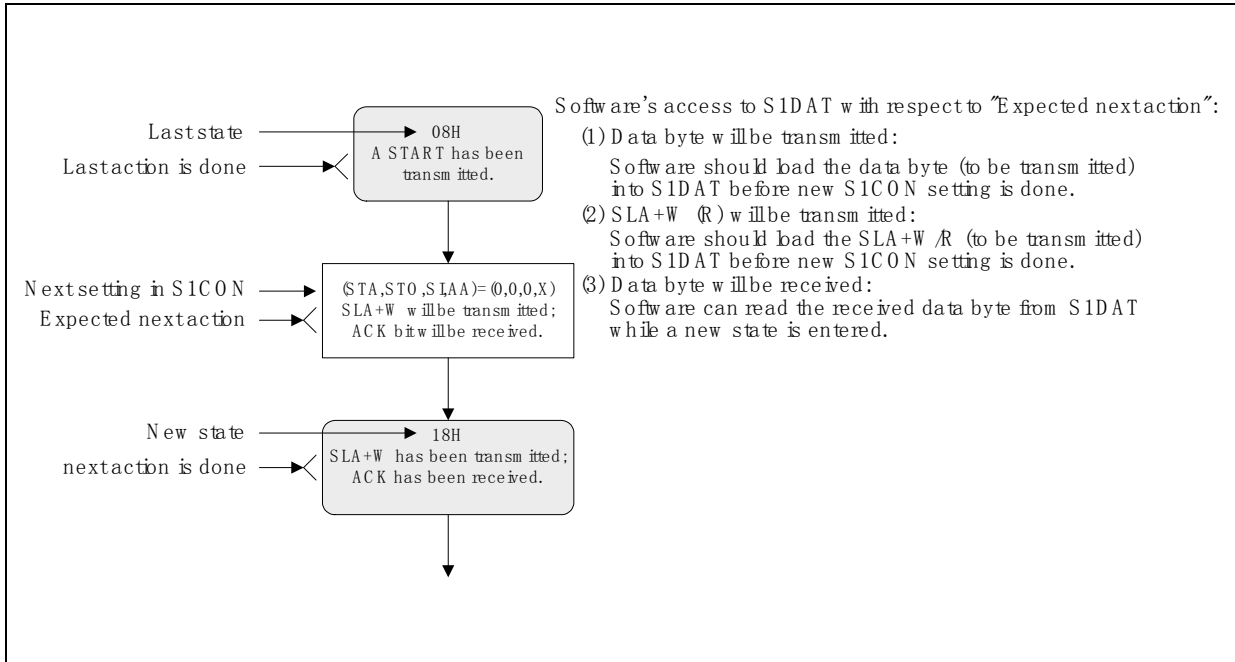 Last state
Last action is done
08H
A START has been
transmitted.
Next setting in S1CON
Expected next action
(STA,STO,SI,AA)=(0,0,0,X)
SLA+W will be transmitted;
ACK bit will be received.
New state
next action is done
18H
SLA+W has been transmitted;
ACK has been received.
Software's access to S1DAT with respect to "Expected next action":
(1) Data byte will be transmitted:
Software should load the data byte (to be transmitted)
into S1DAT before new S1CON setting is done.
(2) SLA+W (R) will be transmitted:
Software should load the SLA+W/R (to be transmitted)
into S1DAT before new S1CON setting is done.
(3) Data byte will be received:
Software can read the received data byte from S1DAT
while a new state is entered.